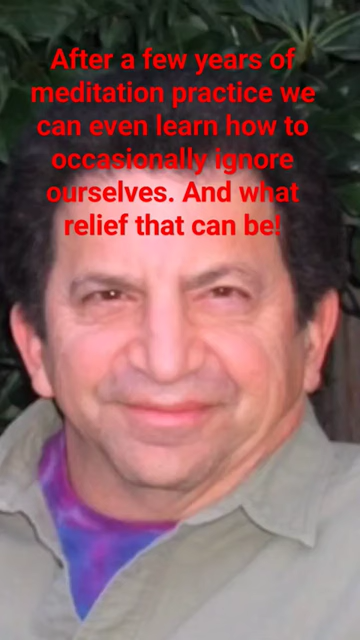 After a few years of
meditation practice we
can even learn how to
occasionally ignore
ourselves. And what
relief that can be!